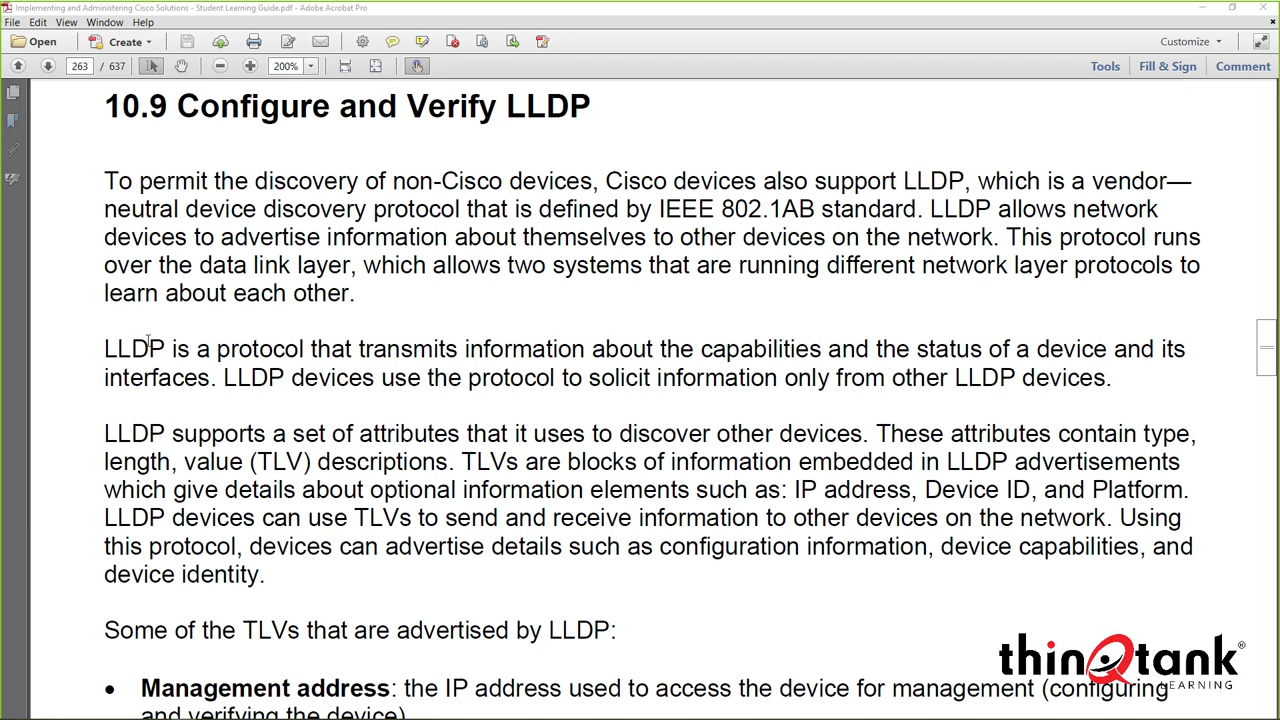 Implementing and Administering Cisco Solutions - Student Learning Guide.pdf - Adobe Acrobat Pro
File Edit View Window Help
Open Create Customize
263 / 637 200% Tools Fill & Sign Comment
10.9 Configure and Verify LLDP
To permit the discovery of non-Cisco devices, Cisco devices also support LLDP, which is a vendor—
neutral device discovery protocol that is defined by IEEE 802.1AB standard. LLDP allows network
devices to advertise information about themselves to other devices on the network. This protocol runs
over the data link layer, which allows two systems that are running different network layer protocols to
learn about each other.
LLDP is a protocol that transmits information about the capabilities and the status of a device and its
interfaces. LLDP devices use the protocol to solicit information only from other LLDP devices.
LLDP supports a set of attributes that it uses to discover other devices. These attributes contain type,
length, value (TLV) descriptions. TLVs are blocks of information embedded in LLDP advertisements
which give details about optional information elements such as: IP address, Device ID, and Platform.
LLDP devices can use TLVs to send and receive information to other devices on the network. Using
this protocol, devices can advertise details such as configuration information, device capabilities, and
device identity.
Some of the TLVs that are advertised by LLDP:
• Management address: the IP address used to access the device for management (configuring
and verifying the device)
thinQtank®
LEARNING